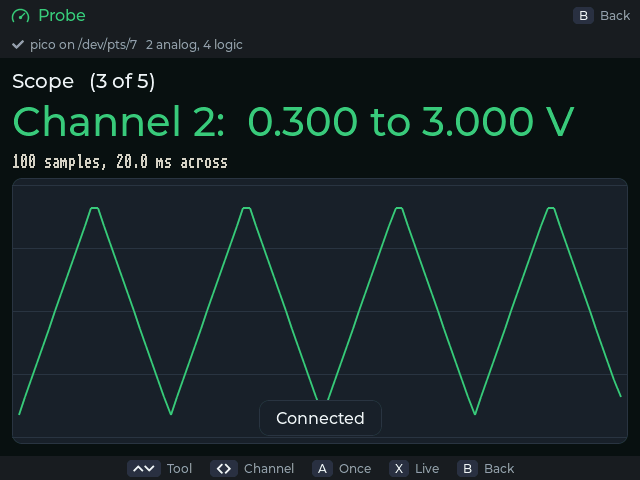 Probe
B Back
pico on /dev/pts/7 2 analog, 4 logic
Scope (3 of 5)
Channel 2: 0.300 to 3.000 V
100 samples, 20.0 ms across
Connected
Tool Channel A Once X Live B Back